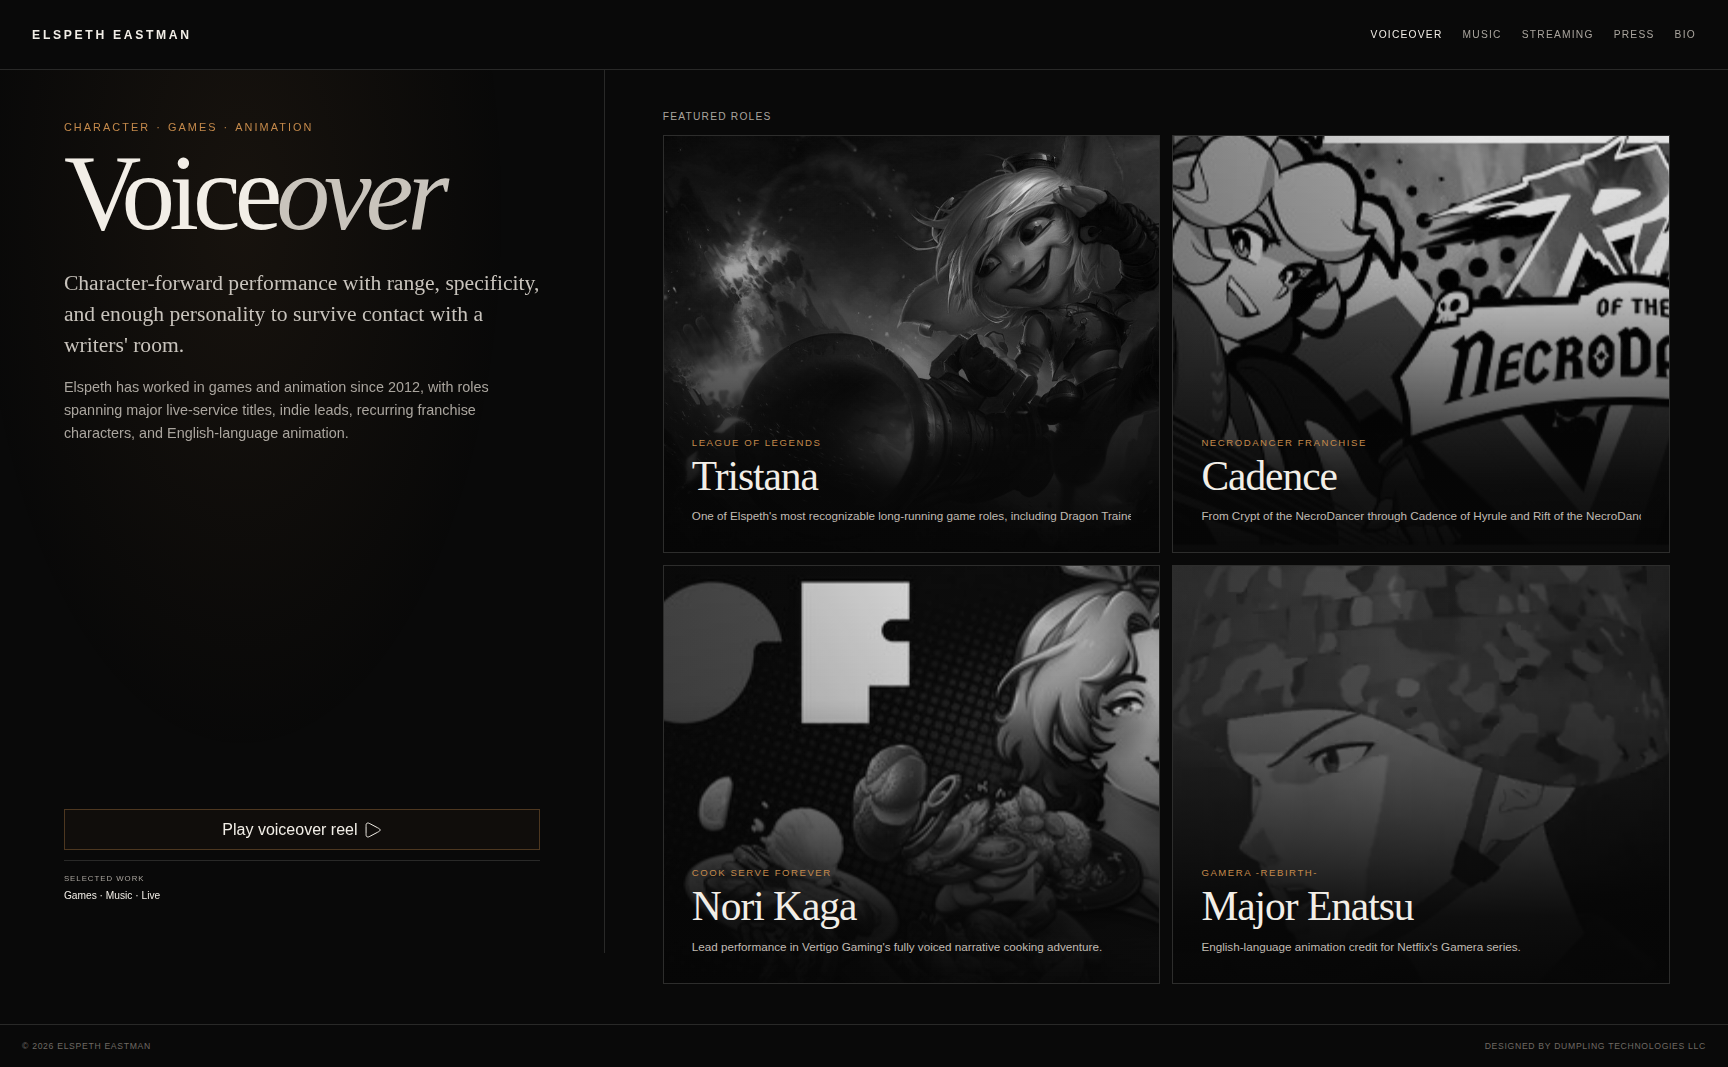 ELSPETH EASTMAN
VOICEOVER MUSIC STREAMING PRESS BIO
CHARACTER · GAMES · ANIMATION
Voiceover
Character-forward performance with range, specificity,
and enough personality to survive contact with a
writers' room.
Elspeth has worked in games and animation since 2012, with roles
spanning major live-service titles, indie leads, recurring franchise
characters, and English-language animation.
Play voiceover reel
SELECTED WORK
Games · Music · Live
FEATURED ROLES
LEAGUE OF LEGENDS
Tristana
One of Elspeth's most recognizable long-running game roles, including Dragon
OF THE
NECRODANCER FRANCHISE
Cadence
From Crypt of the NecroDancer through Cadence of Hyrule and Rift of the
COOK SERVE FOREVER
Nori Kaga
Lead performance in Vertigo Gaming's fully voiced narrative cooking adventure.
GAMERA -REBIRTH-
Major Enatsu
English-language animation credit for Netflix's Gamera series.
© 2026 ELSPETH EASTMAN
DESIGNED BY DUMPLING TECHNOLOGIES LLC